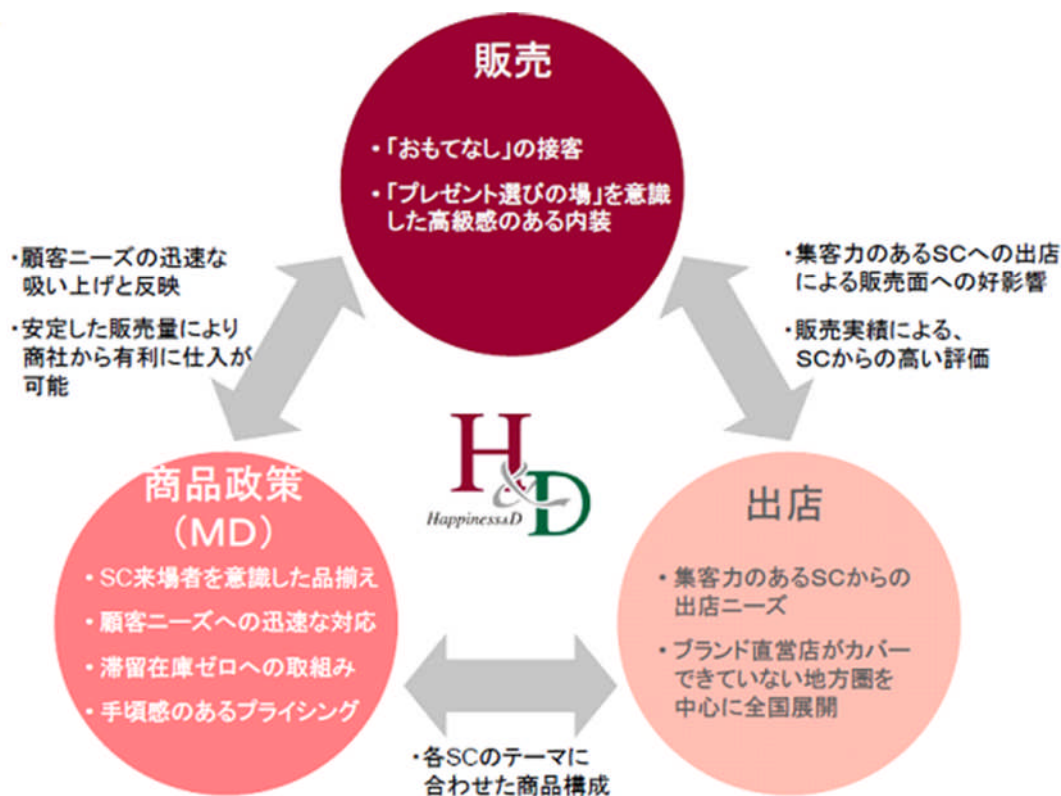 販売
・「おもてなし」の接客
・「プレゼント選びの場」を意識
した高級感のある内装
・顧客ニーズの迅速な
吸い上げと反映
・安定した販売量により
商社から有利に仕入が
可能
・集客力のあるSCへの出店
による販売面への好影響
・販売実績による、
SCからの高い評価
H&D
Happiness&D
商品政策
（MD）
・SC来場者を意識した品揃え
・顧客ニーズへの迅速な対応
・滞留在庫ゼロへの取組み
・手頃感のあるプライシング
出店
・集客力のあるSCからの
出店ニーズ
・ブランド直営店がカバー
できていない地方圏を
中心に全国展開
・各SCのテーマに
合わせた商品構成